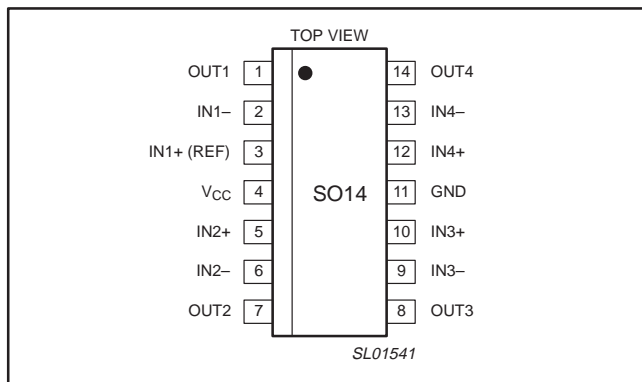 TOP VIEW
OUT1 1 14 OUT4
IN1– 2 13 IN4–
IN1+ (REF) 3 12 IN4+
VCC 4 SO14 11 GND
IN2+ 5 10 IN3+
IN2– 6 9 IN3–
OUT2 7 8 OUT3
SL01541